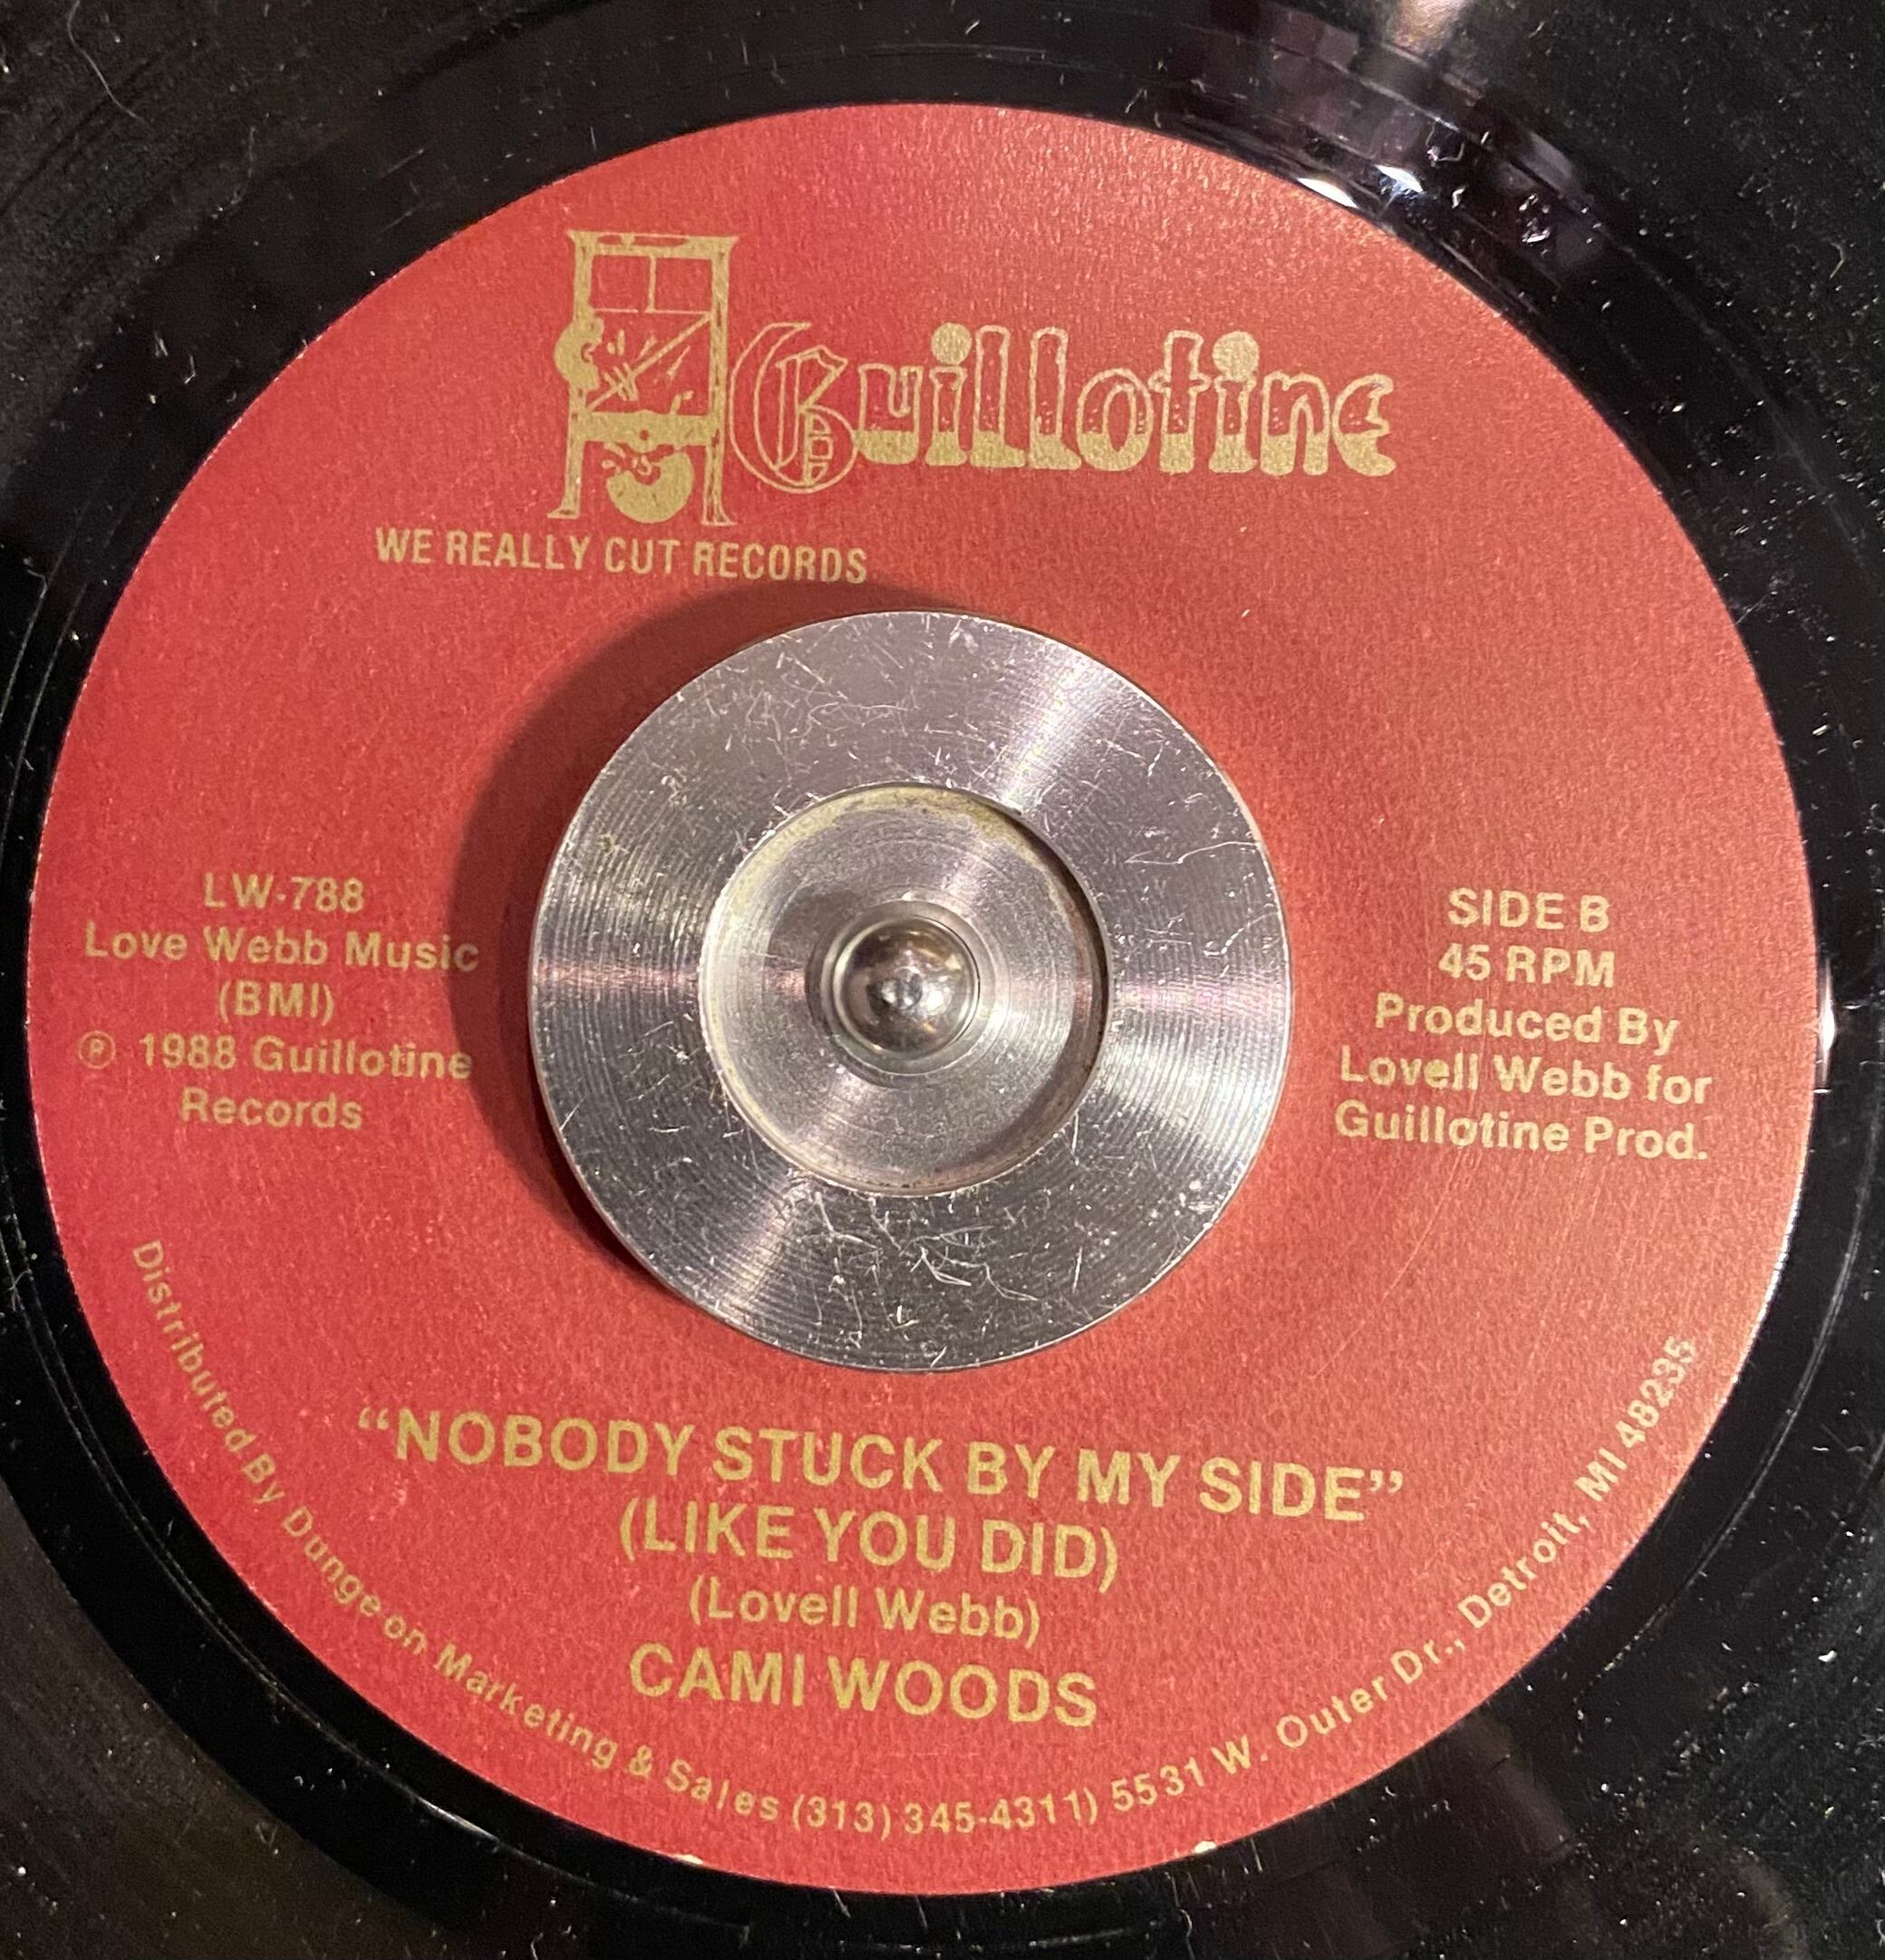 Guillotine
WE REALLY CUT RECORDS
LW-788
Love Webb Music
(BMI)
℗ 1988 Guillotine
Records
SIDE B
45 RPM
Produced By
Lovell Webb for
Guillotine Prod.
“NOBODY STUCK BY MY SIDE”
(LIKE YOU DID)
(Lovell Webb)
CAMI WOODS
Distributed By Dungeon Marketing & Sales (313) 345-4311) 5531 W. Outer Dr., Detroit, MI 48235